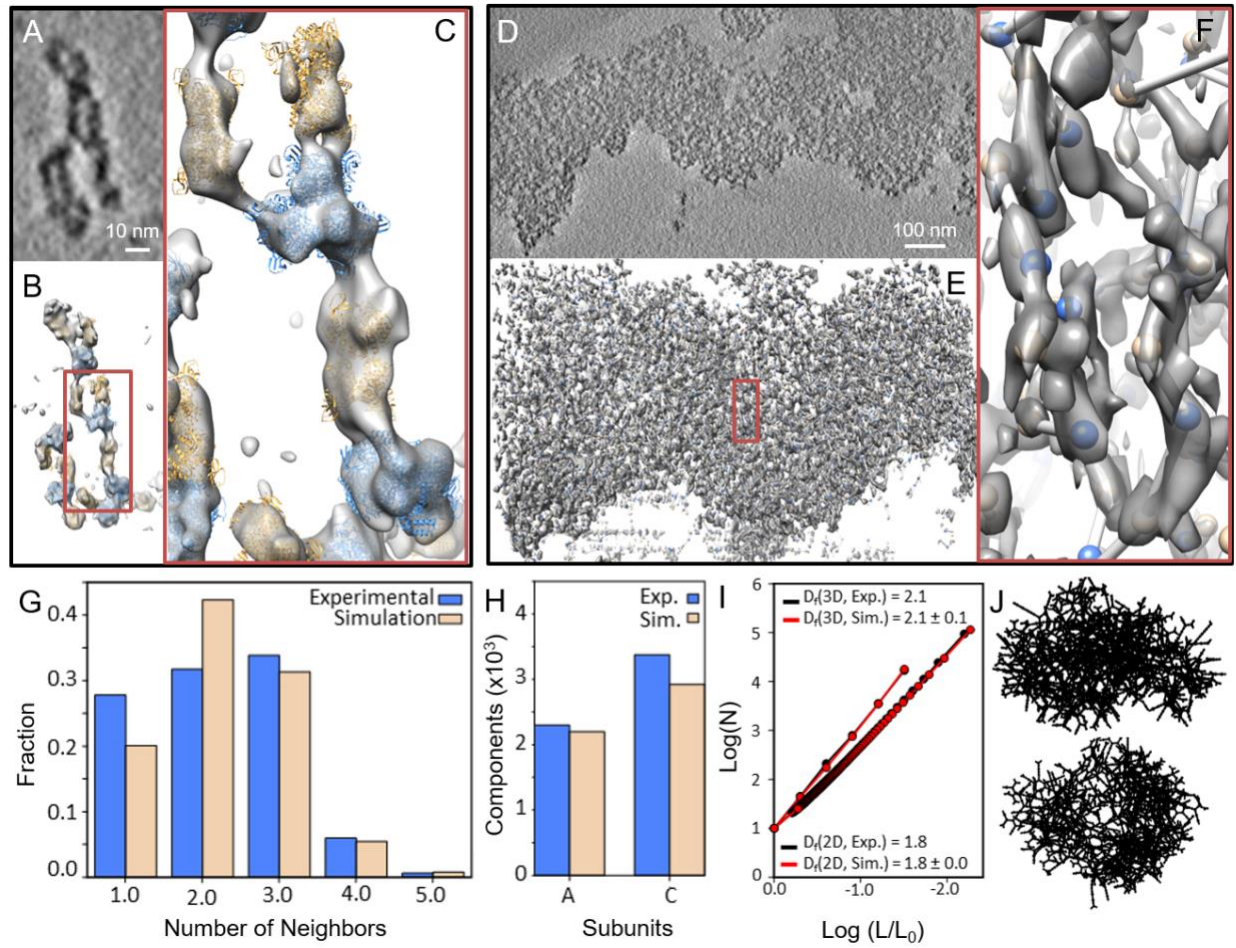 A
10 nm
B
C
D
100 nm
E
F
G
Experimental
Simulation
0.4
0.3
0.2
0.1
0.0
Fraction
1.0 2.0 3.0 4.0 5.0
Number of Neighbors
H
Exp.
Sim.
4
3
2
1
0
Components (x10³)
A C
Subunits
I
6
5
4
3
2
1
0
Log(N)
D_f(3D, Exp.) = 2.1
D_f(3D, Sim.) = 2.1 ± 0.1
D_f(2D, Exp.) = 1.8
D_f(2D, Sim.) = 1.8 ± 0.0
0.0 -1.0 -2.0
Log (L/L₀)
J